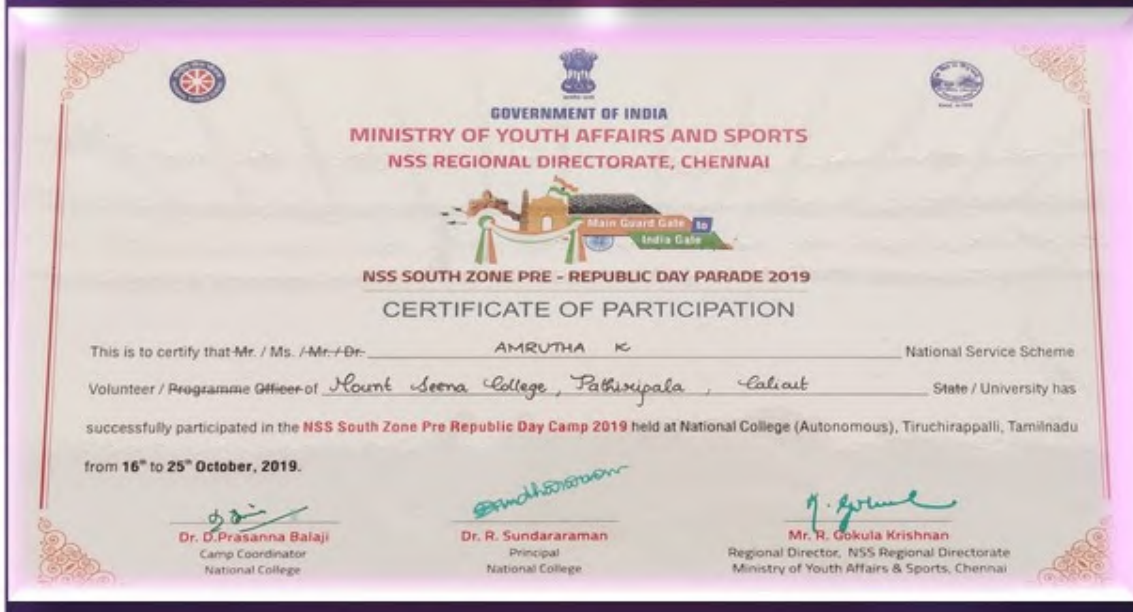 GOVERNMENT OF INDIA
MINISTRY OF YOUTH AFFAIRS AND SPORTS
NSS REGIONAL DIRECTORATE, CHENNAI
Main Guard Gate to
India Gate
NSS SOUTH ZONE PRE - REPUBLIC DAY PARADE 2019
CERTIFICATE OF PARTICIPATION
This is to certify that Mr. / Ms. / Mr. / Dr. AMRUTHA K National Service Scheme
Volunteer / Programme Officer of Mount Seena College, Pathiripala, Calicut State / University has
successfully participated in the NSS South Zone Pre Republic Day Camp 2019 held at National College (Autonomous), Tiruchirappalli, Tamilnadu
from 16th to 25th October, 2019.
Dr. D.Prasanna Balaji
Camp Coordinator
National College
Dr. R. Sundararaman
Principal
National College
Mr. R. Gokula Krishnan
Regional Director, NSS Regional Directorate
Ministry of Youth Affairs & Sports, Chennai